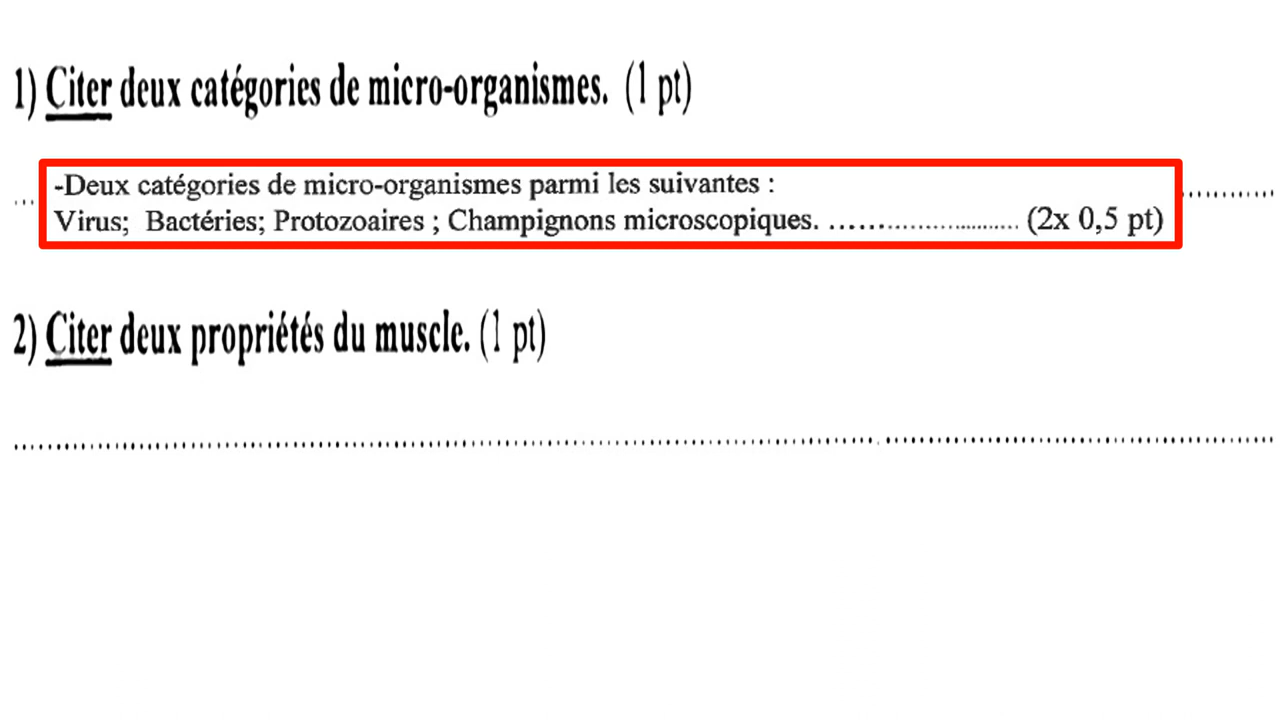 1) Citer deux catégories de micro-organismes. (1 pt)
-Deux catégories de micro-organismes parmi les suivantes :
Virus; Bactéries; Protozoaires ; Champignons microscopiques. .............................. (2x 0,5 pt)
2) Citer deux propriétés du muscle. (1 pt)